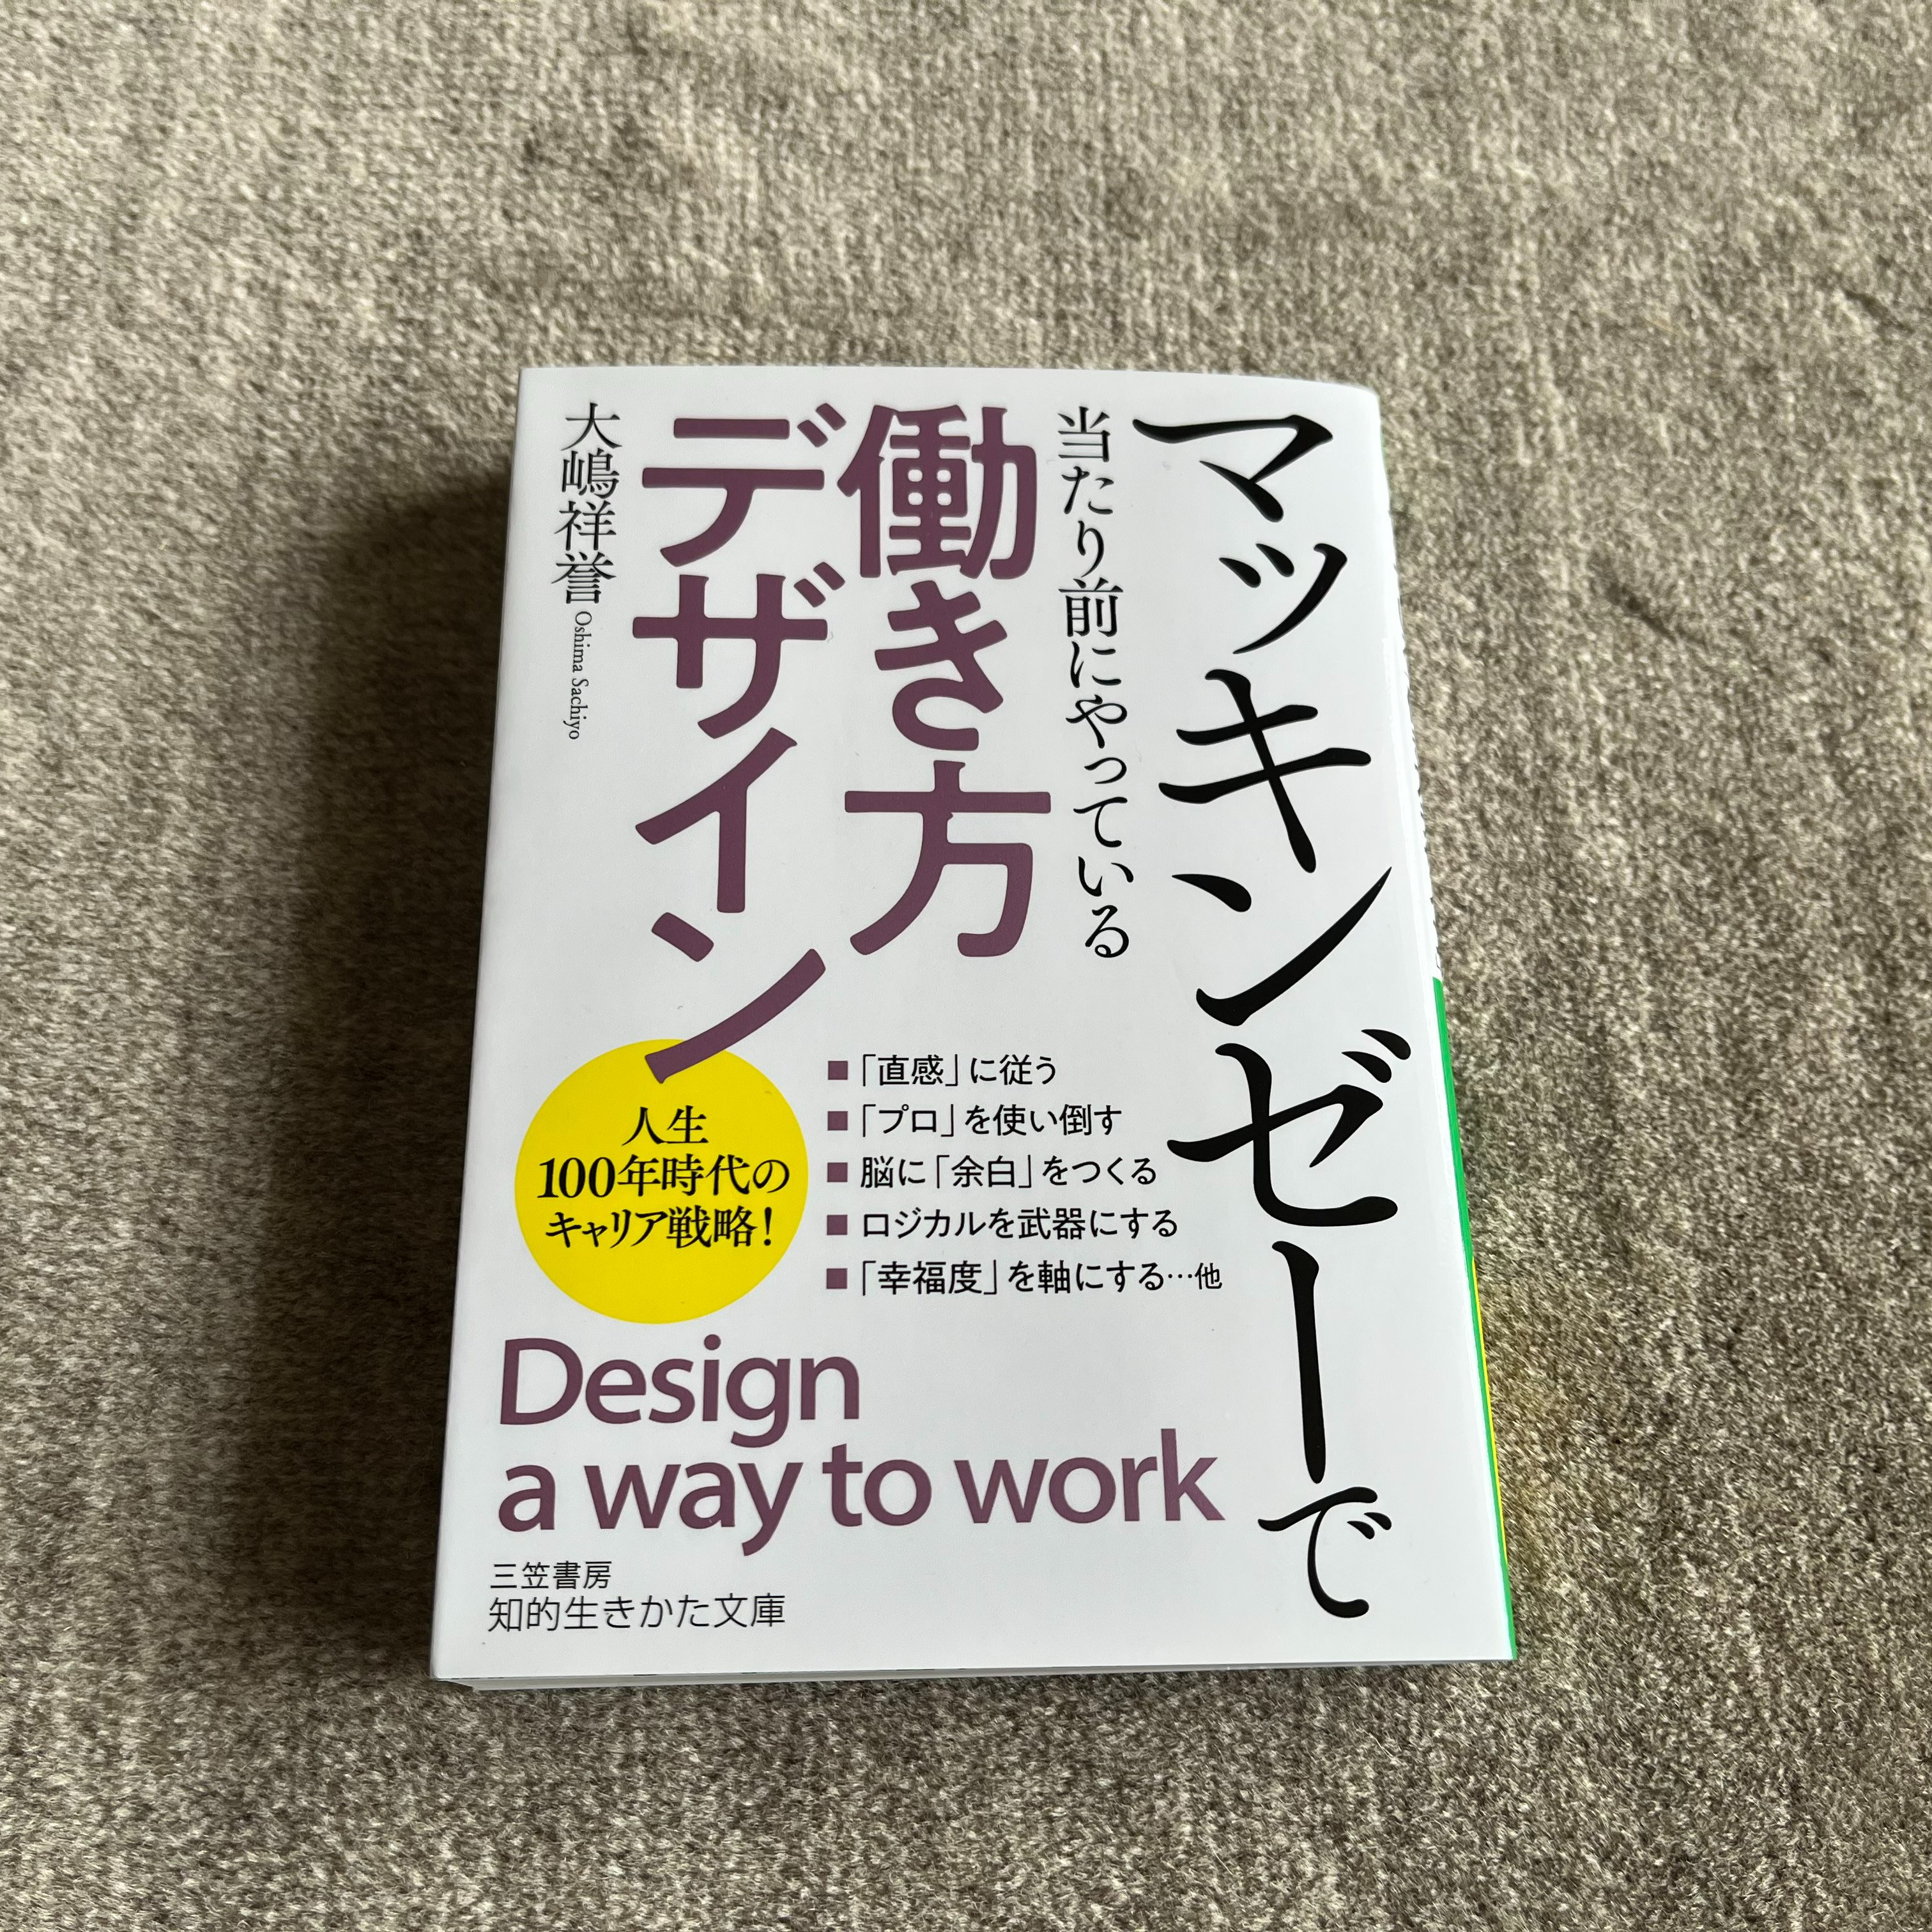 マッキンゼーで
当たり前にやっている
働き方
デザイン
大嶋祥誉 Oshima Sachiyo
人生
100年時代の
キャリア戦略！
■「直感」に従う
■「プロ」を使い倒す
■脳に「余白」をつくる
■ロジカルを武器にする
■「幸福度」を軸にする…他
Design
a way to work
三笠書房
知的生きかた文庫